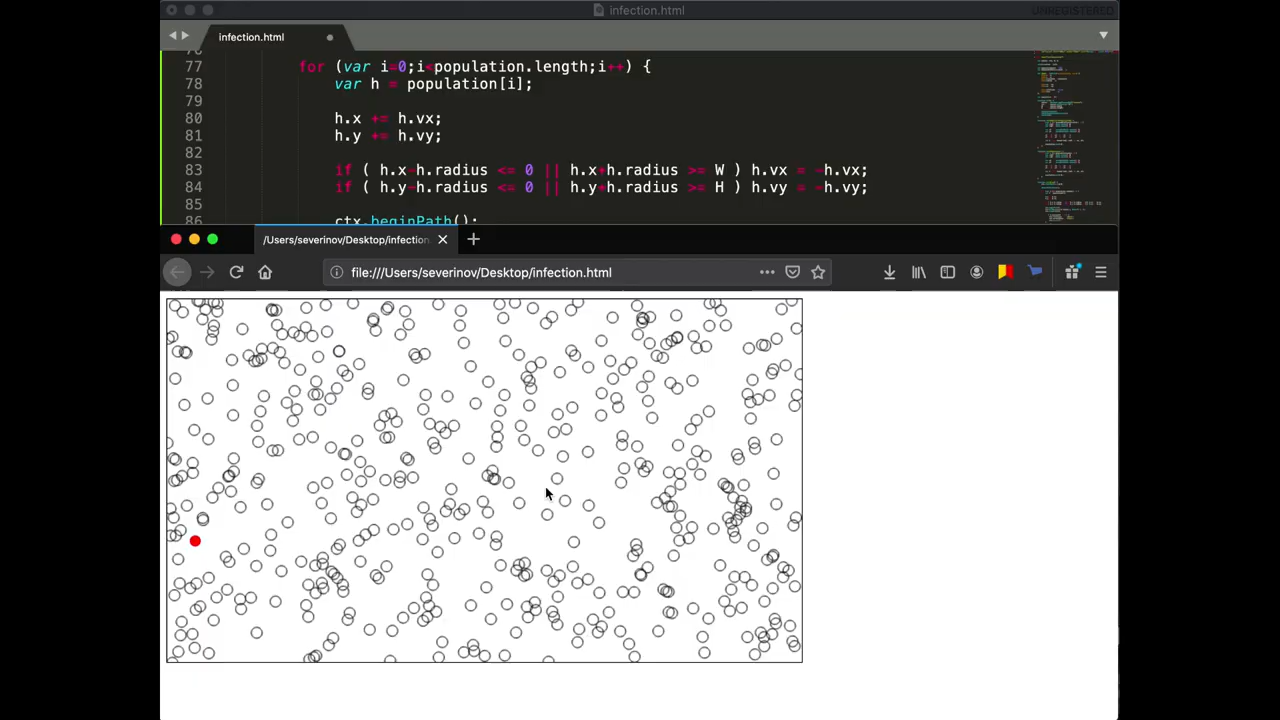 infection.html
UNREGISTERED
infection.html
76
77 for (var i=0;i<population.length;i++) {
78 var h = population[i];
79
80 h.x += h.vx;
81 h.y += h.vy;
82
83 if ( h.x-h.radius <= 0 || h.x+h.radius >= W ) h.vx = -h.vx;
84 if ( h.y-h.radius <= 0 || h.y+h.radius >= H ) h.vy = -h.vy;
85
86 ctx.beginPath();
/Users/severinov/Desktop/infection.
file:///Users/severinov/Desktop/infection.html